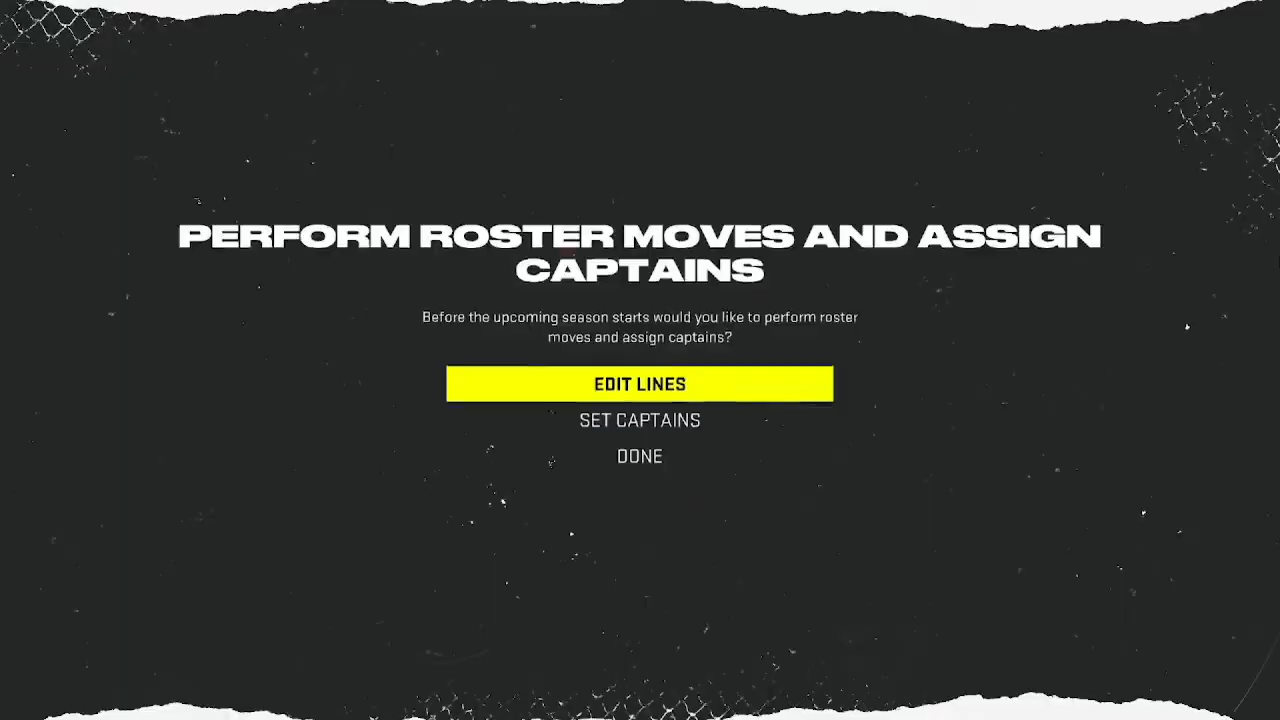 PERFORM ROSTER MOVES AND ASSIGN
CAPTAINS
Before the upcoming season starts would you like to perform roster
moves and assign captains?
EDIT LINES
SET CAPTAINS
DONE